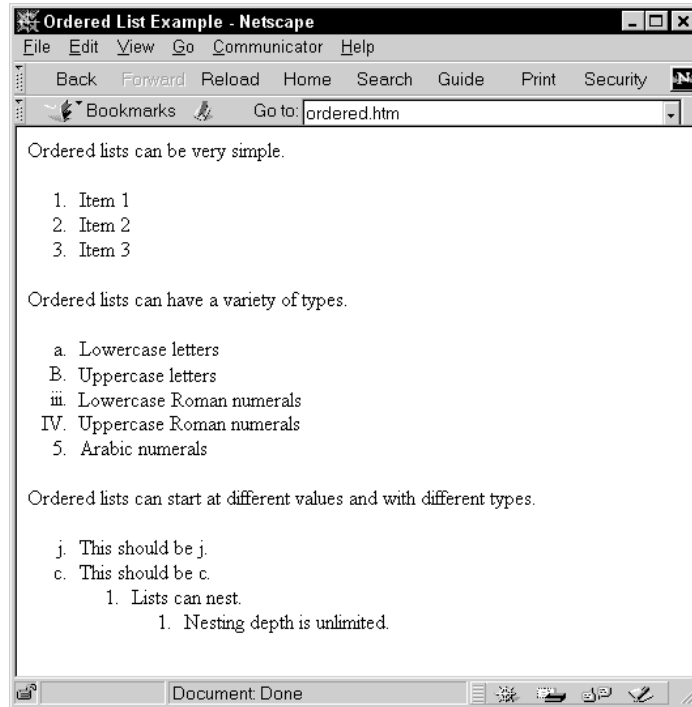 Ordered List Example - Netscape
File Edit View Go Communicator Help
Back Forward Reload Home Search Guide Print Security N
Bookmarks Go to: ordered.htm
Ordered lists can be very simple.
1. Item 1
2. Item 2
3. Item 3
Ordered lists can have a variety of types.
a. Lowercase letters
B. Uppercase letters
iii. Lowercase Roman numerals
IV. Uppercase Roman numerals
5. Arabic numerals
Ordered lists can start at different values and with different types.
j. This should be j.
c. This should be c.
1. Lists can nest.
1. Nesting depth is unlimited.
Document: Done